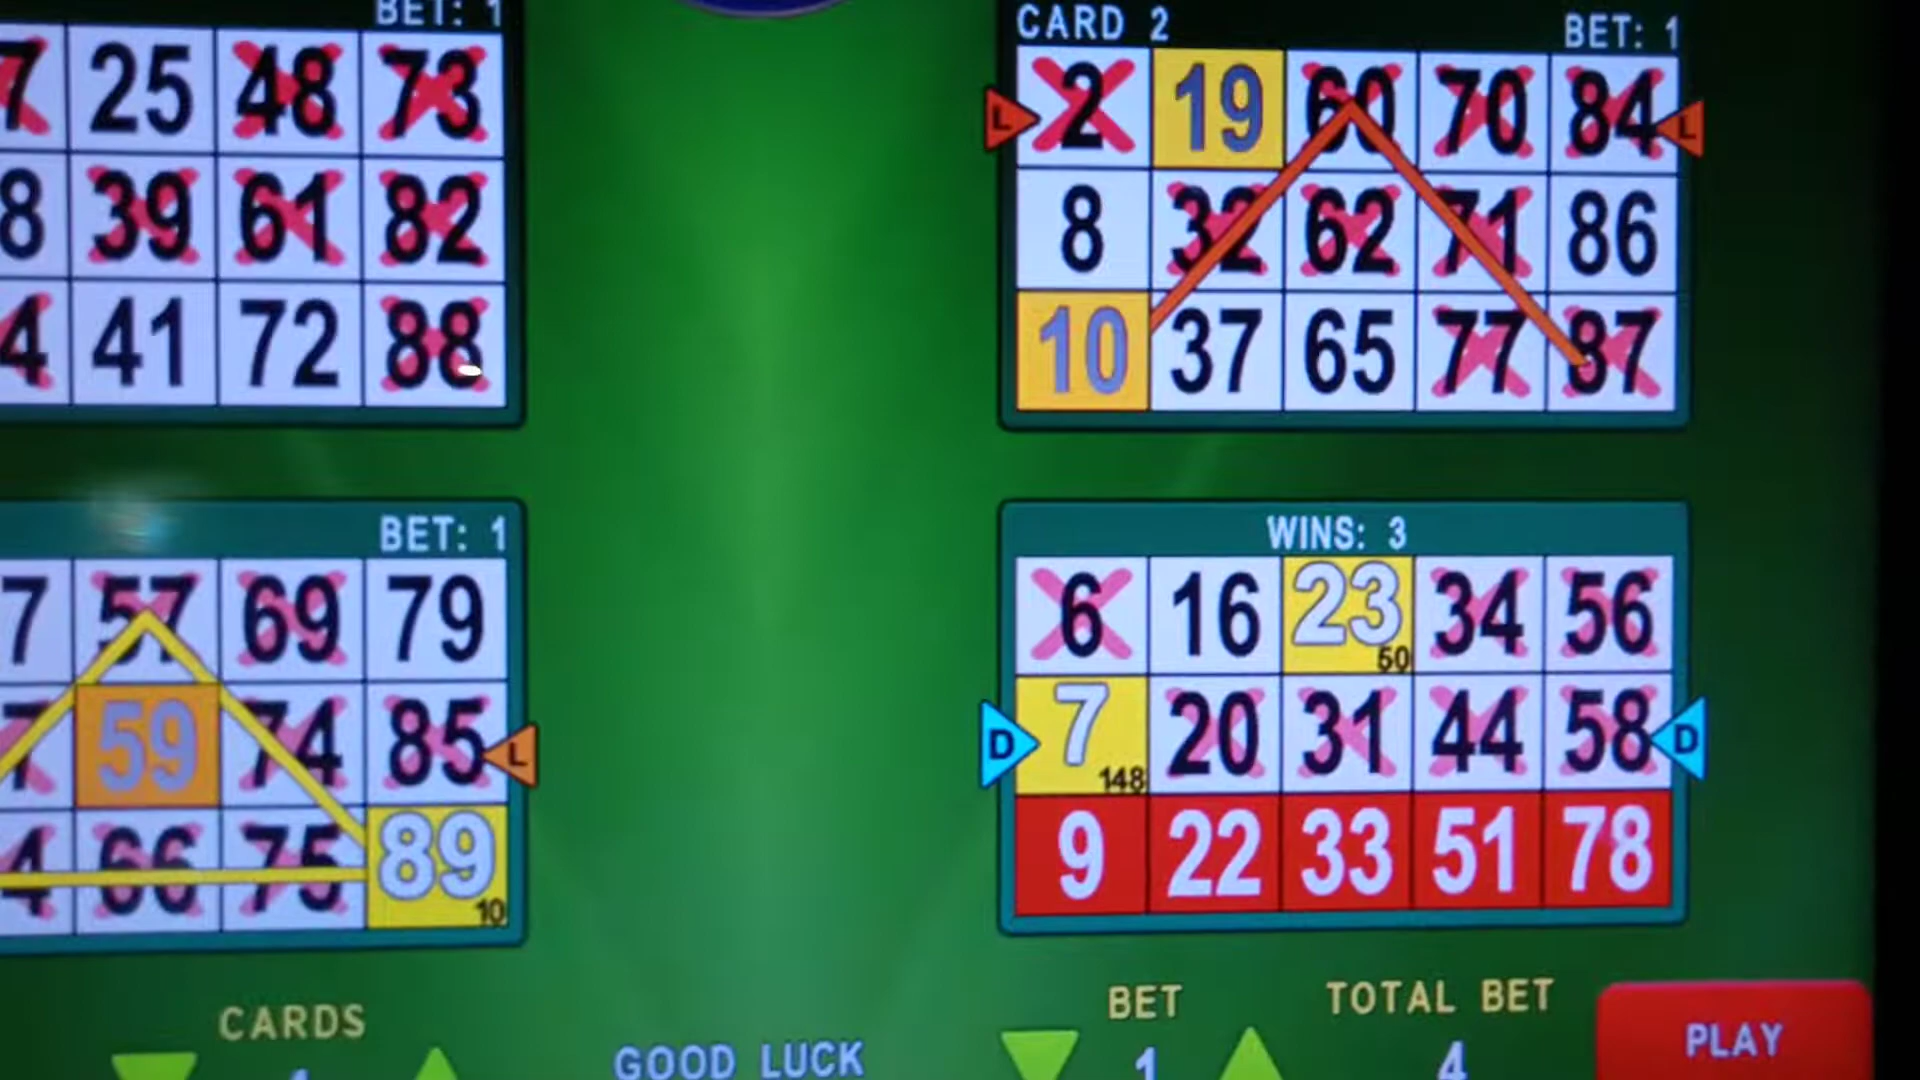 BET: 1
7 25 48 73
8 39 61 82
4 41 72 88
CARD 2 BET: 1
L 2 19 60 70 84 L
8 32 62 71 86
10 37 65 77 87
BET: 1
7 57 69 79
7 59 74 85 L
4 66 75 89 10
WINS: 3
6 16 23 50 34 56
D 7 148 20 31 44 58 D
9 22 33 51 78
CARDS
GOOD LUCK
BET
1
TOTAL BET
4
PLAY